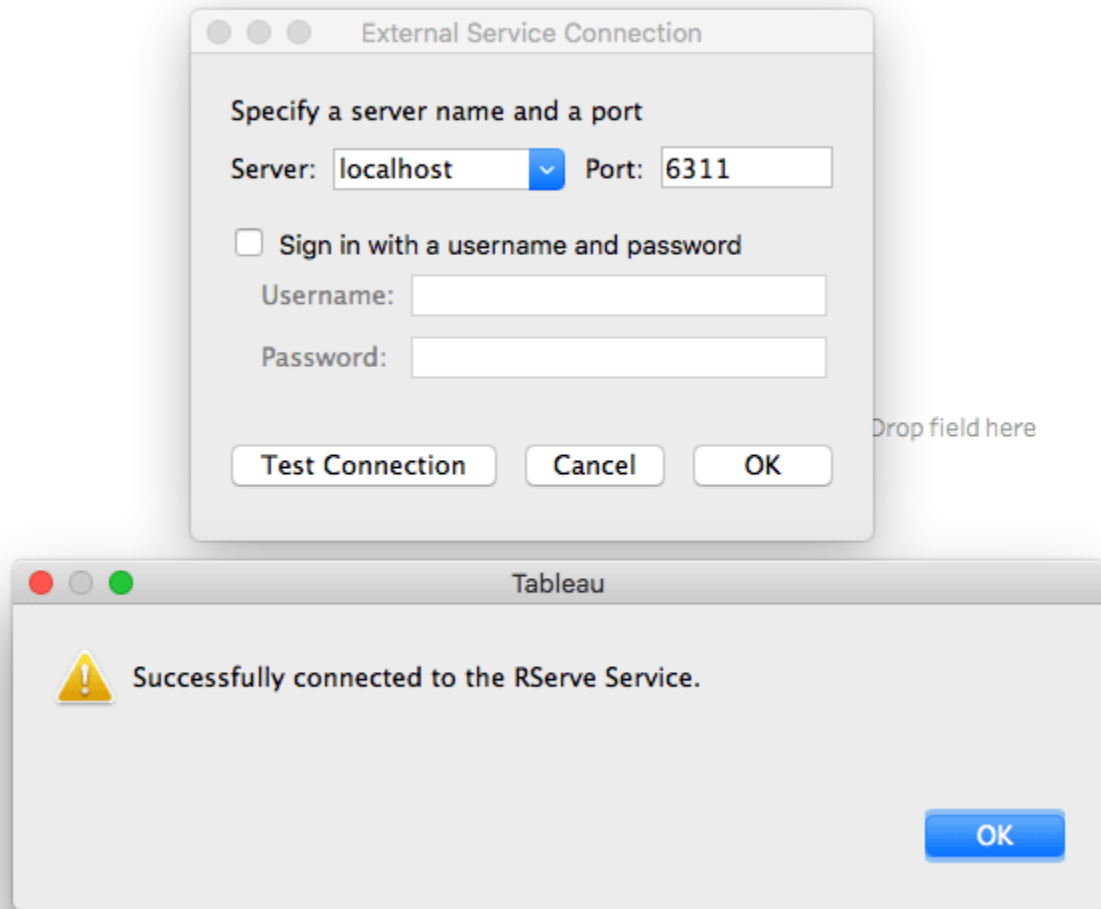 External Service Connection
Specify a server name and a port
Server: localhost Port: 6311
Sign in with a username and password
Username:
Password:
Drop field here
Test Connection Cancel OK
Tableau
Successfully connected to the RServe Service.
OK